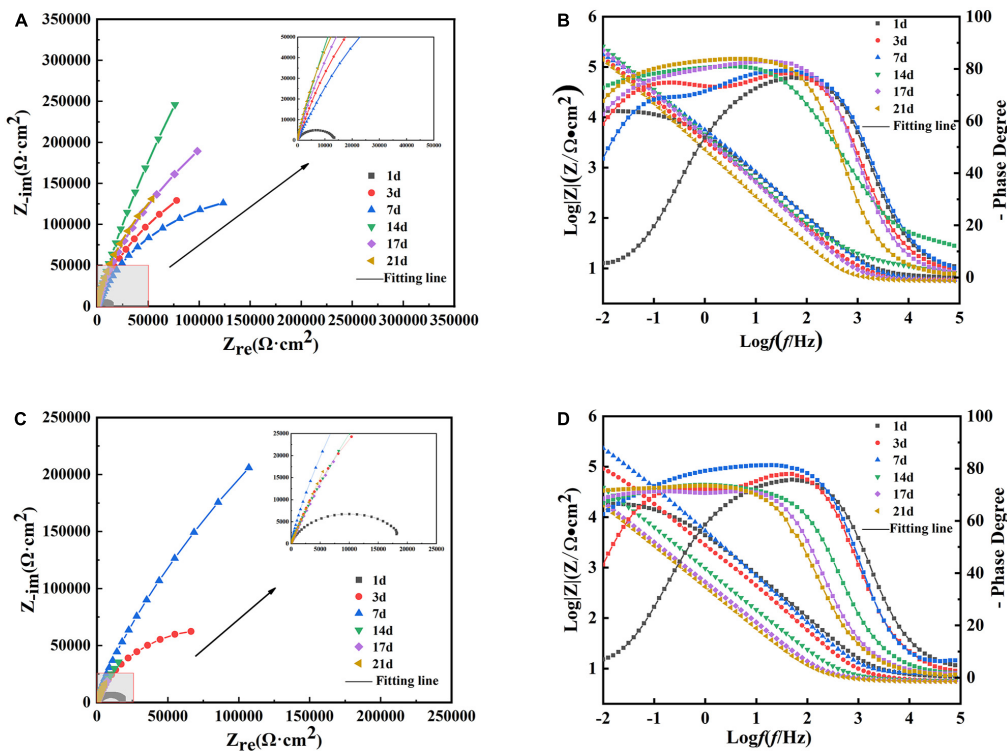 A
350000
300000
250000
200000
150000
100000
50000
0
Z-im(Ω·cm2)
0 50000 100000 150000 200000 250000 300000 350000
Zre(Ω·cm2)
50000
40000
30000
20000
10000
0
0 10000 20000 30000 40000 50000
1d
3d
7d
14d
17d
21d
Fitting line
B
6
5
4
3
2
1
Log|Z|(Z/Ω•cm2)
-2 -1 0 1 2 3 4 5
Logf(f/Hz)
100
80
60
40
20
0
- Phase Degree
1d
3d
7d
14d
17d
21d
Fitting line
C
250000
200000
150000
100000
50000
0
Z-im(Ω·cm2)
0 50000 100000 150000 200000 250000
Zre(Ω·cm2)
25000
20000
15000
10000
5000
0
0 5000 10000 15000 20000 25000
1d
3d
7d
14d
17d
21d
Fitting line
D
6
5
4
3
2
1
Log|Z|(Z/Ω•cm2)
-2 -1 0 1 2 3 4 5
Logf(f/Hz)
100
80
60
40
20
0
- Phase Degree
1d
3d
7d
14d
17d
21d
Fitting line